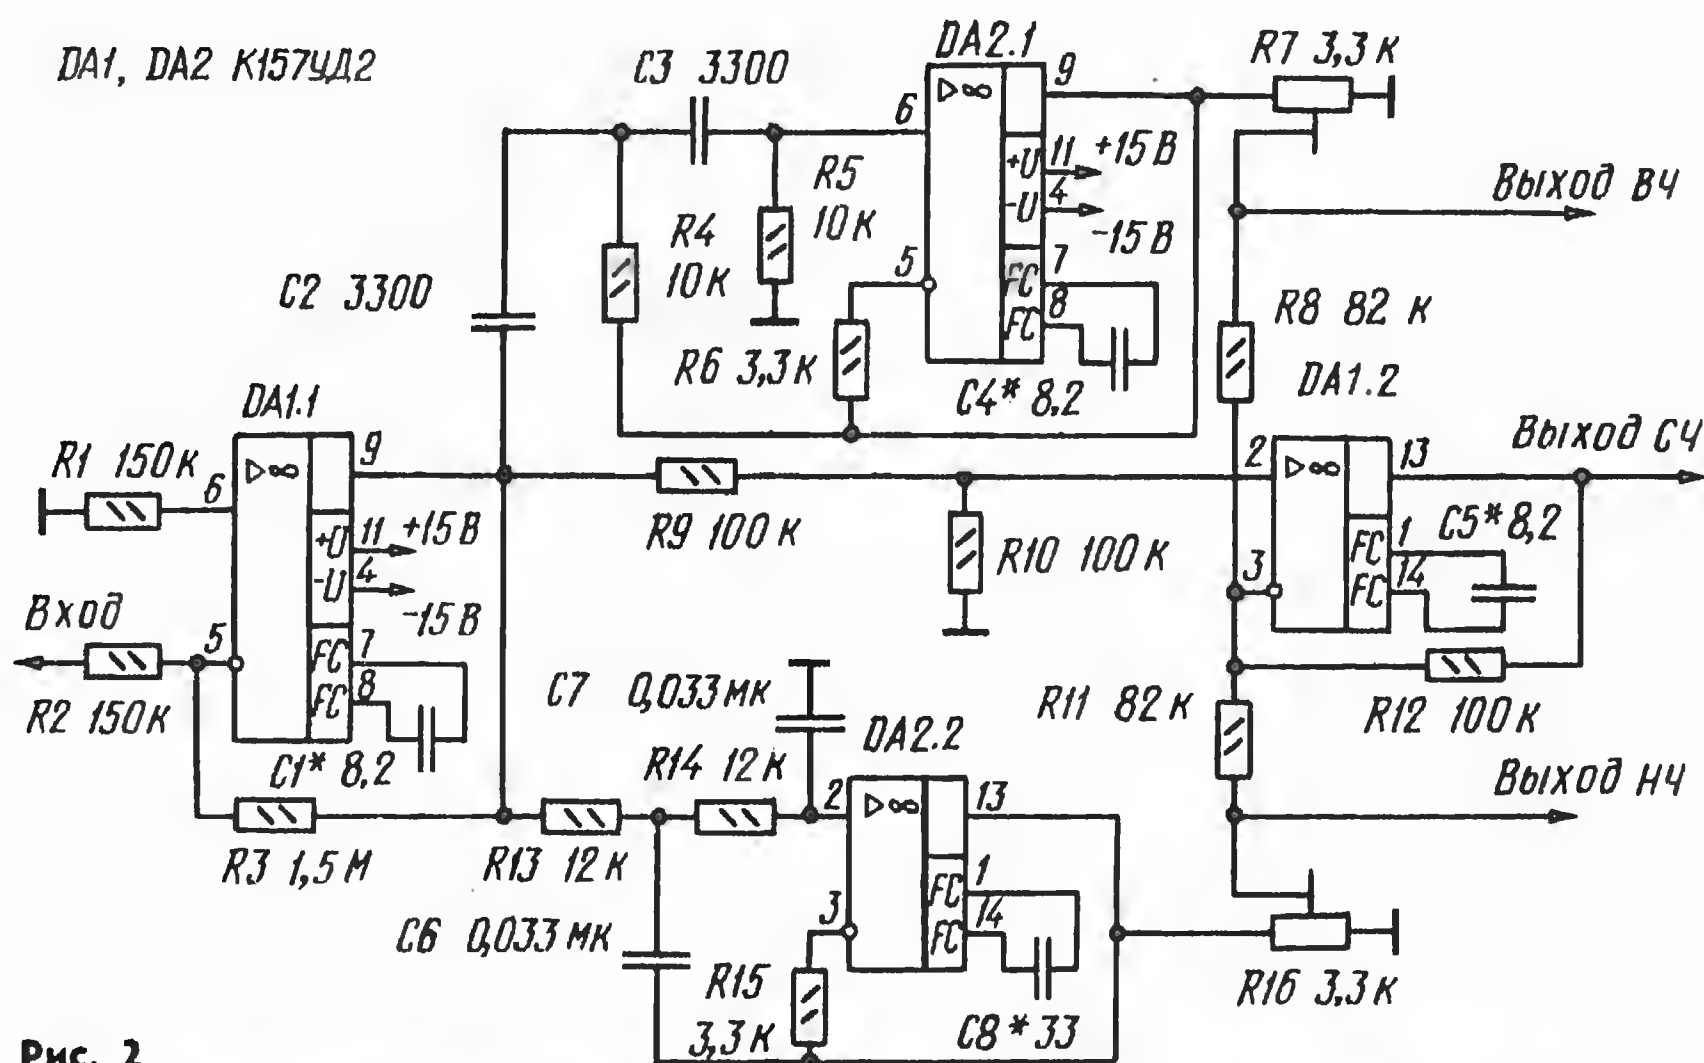 DA1, DA2 К157УД2
C3 3300
DA2.1
R7 3,3 к
▷∞
9
6
+U
11
+15 В
-U
4
-15 В
R5
10 к
Выход ВЧ
R4
10 к
5
FC
7
FC
8
C2 3300
R6 3,3 к
C4* 8,2
R8 82 к
DA1.2
DA1.1
R1 150 к
6
▷∞
9
2
▷∞
13
Выход СЧ
R9 100 к
R10 100 к
+U
11
+15 В
-U
4
-15 В
3
FC
1
FC
14
C5* 8,2
Вход
5
FC
7
FC
8
R2 150 к
C1* 8,2
C7 0,033 мк
R14 12 к
DA2.2
R11 82 к
R12 100 к
Выход НЧ
R3 1,5 М
R13 12 к
2
▷∞
13
3
FC
1
FC
14
C6 0,033 мк
R15
3,3 к
C8* 33
R16 3,3 к
Рис. 2